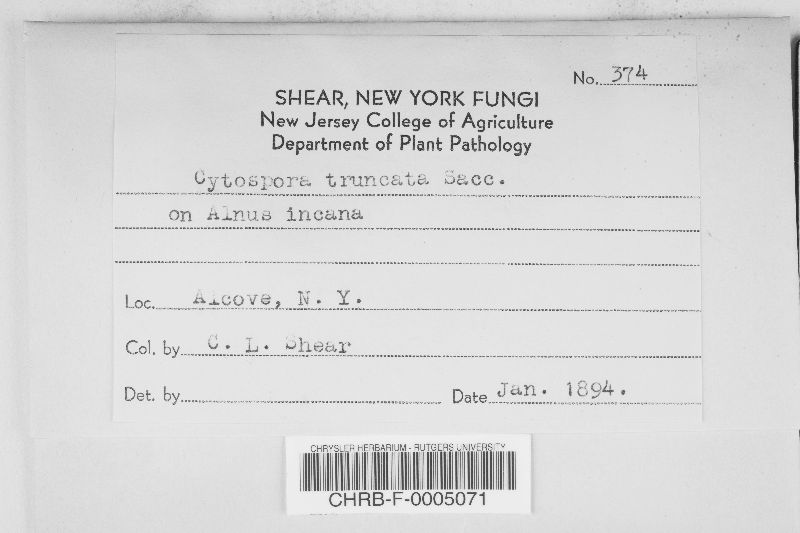 No. 374
SHEAR, NEW YORK FUNGI
New Jersey College of Agriculture
Department of Plant Pathology
Cytospora truncata Sacc.
on Alnus incana
Loc. Alcove, N. Y.
Col. by C. L. Shear
Det. by
Date Jan. 1894.
CHRYSLER HERBARIUM - RUTGERS UNIVERSITY
CHRB-F-0005071